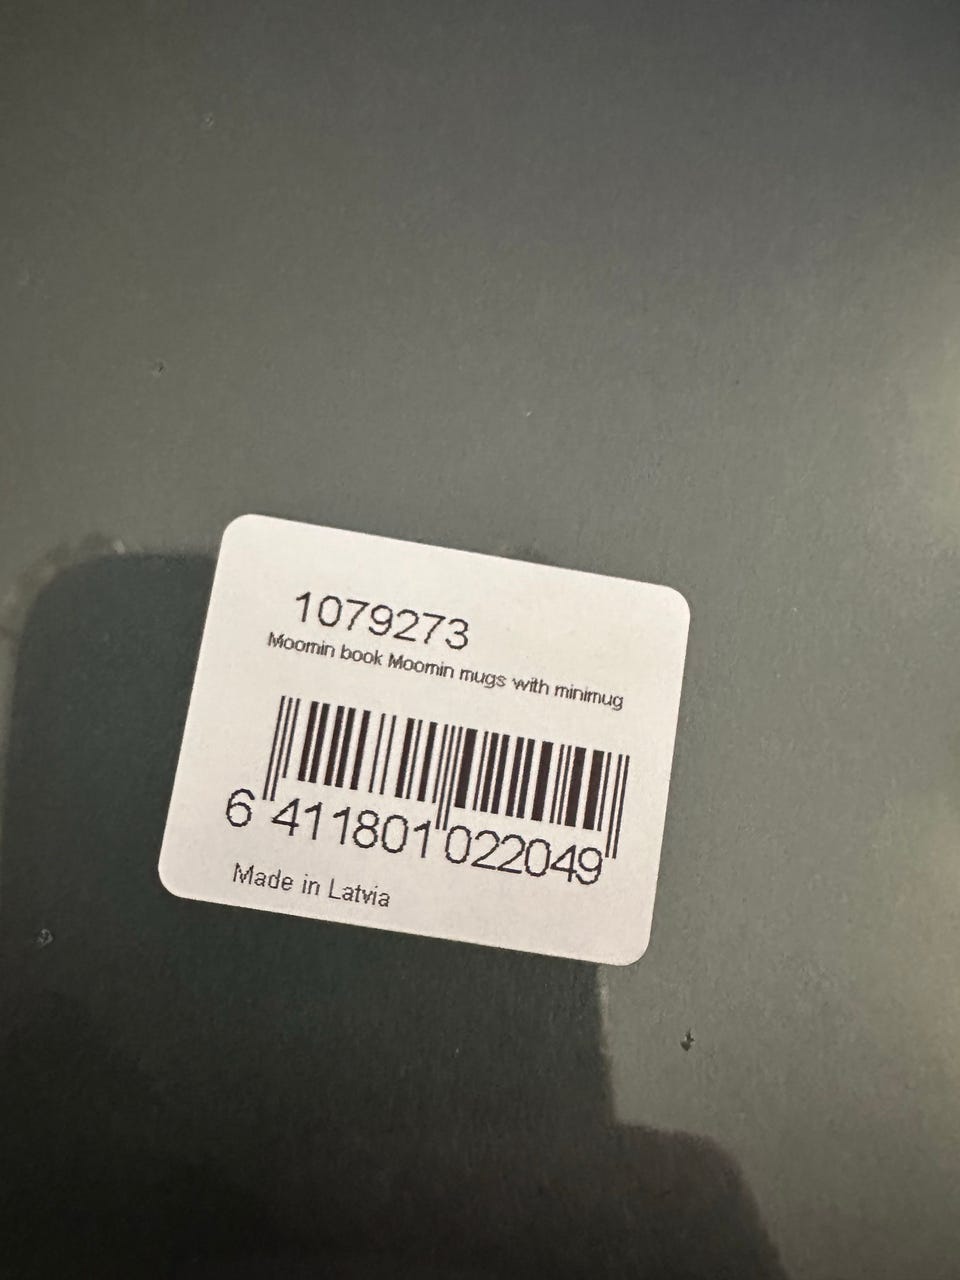 1079273
Moomin book Moomin mugs with minimug
6 411801 022049
Made in Latvia